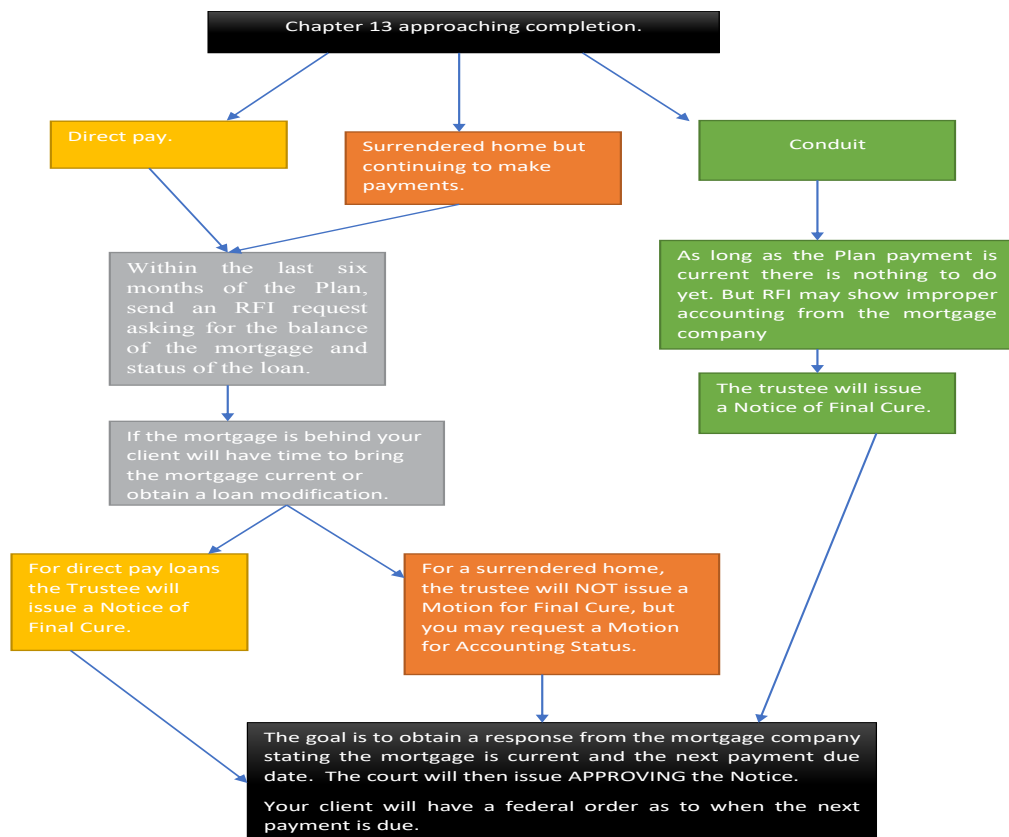 Chapter 13 approaching completion.
Direct pay.
Surrendered home but
continuing to make
payments.
Conduit
Within the last six
months of the Plan,
send an RFI request
asking for the balance
of the mortgage and
status of the loan.
As long as the Plan payment is
current there is nothing to do
yet. But RFI may show improper
accounting from the mortgage
company
The trustee will issue
a Notice of Final Cure.
If the mortgage is behind your
client will have time to bring
the mortgage current or
obtain a loan modification.
For direct pay loans
the Trustee will
issue a Notice of
Final Cure.
For a surrendered home,
the trustee will NOT issue a
Motion for Final Cure, but
you may request a Motion
for Accounting Status.
The goal is to obtain a response from the mortgage company
stating the mortgage is current and the next payment due
date. The court will then issue APPROVING the Notice.
Your client will have a federal order as to when the next
payment is due.